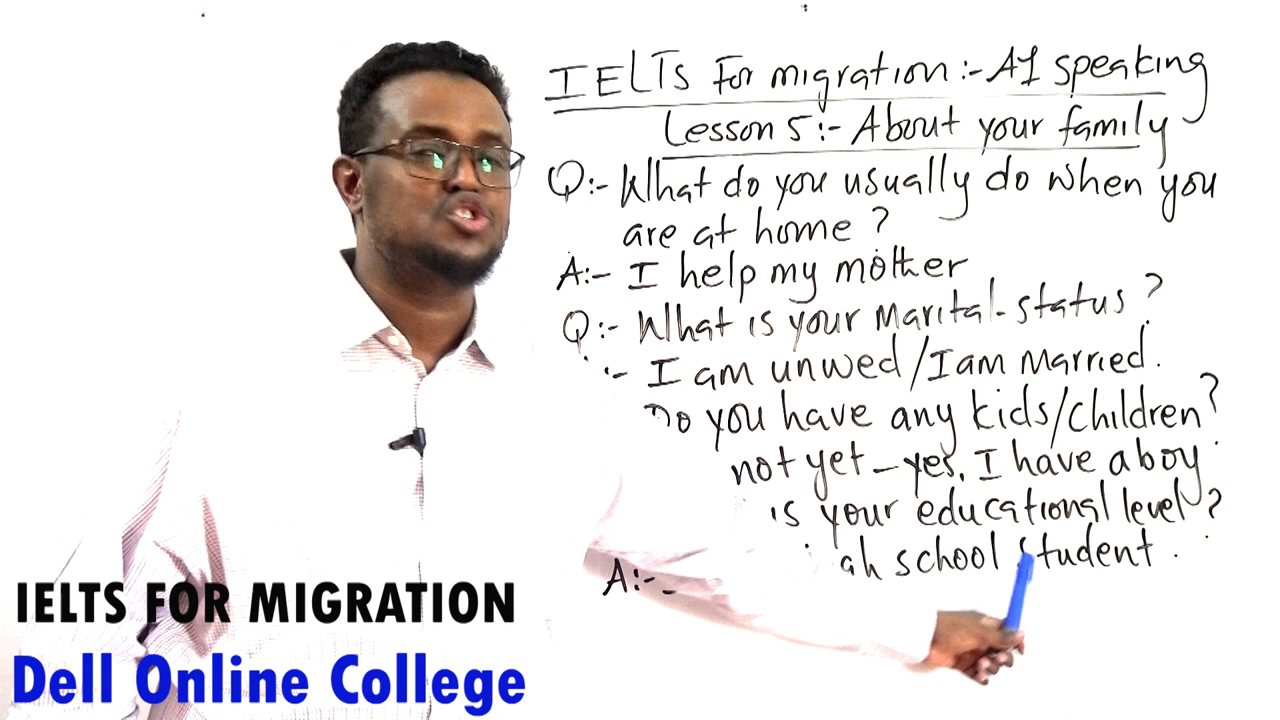 IELTS For migration:- A1 speaking
Lesson 5:- About your family
Q:- What do you usually do when you
are at home?
A:- I help my mother
Q:- What is your Marital-status?
:- I am unwed/I am Married.
Do you have any kids/children?
not yet - yes, I have a boy
is your educational level?
school student.
A:-
IELTS FOR MIGRATION
Dell Online College